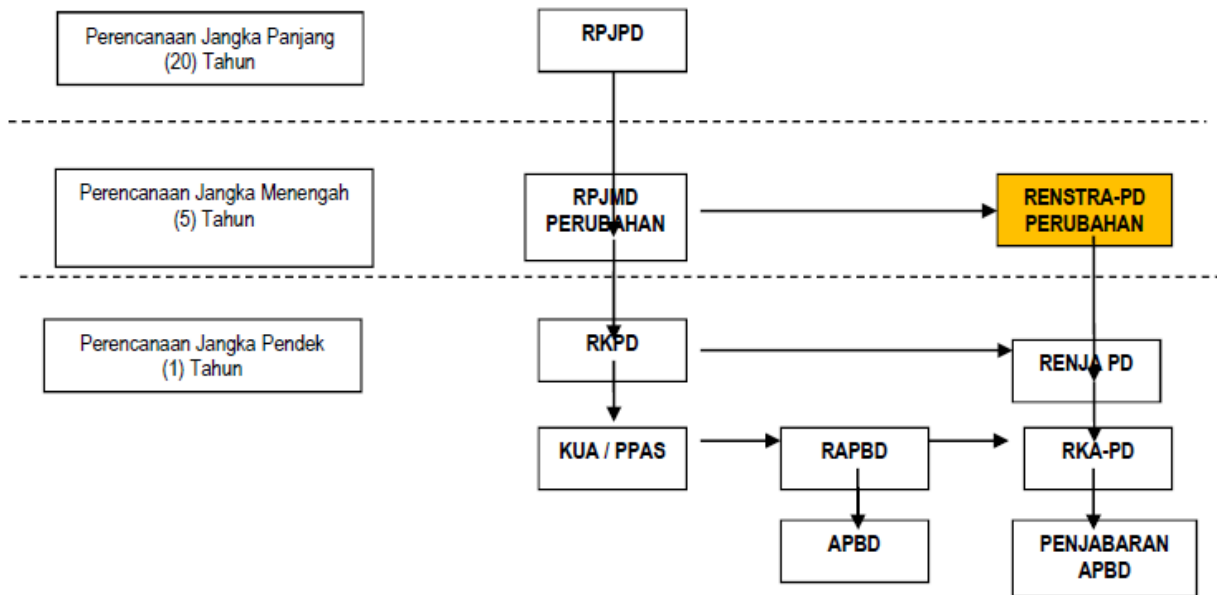 Perencanaan Jangka Panjang
(20) Tahun
RPJPD
Perencanaan Jangka Menengah
(5) Tahun
RPJMD
PERUBAHAN
RENSTRA-PD
PERUBAHAN
Perencanaan Jangka Pendek
(1) Tahun
RKPD
RENJA PD
KUA / PPAS
RAPBD
RKA-PD
APBD
PENJABARAN
APBD